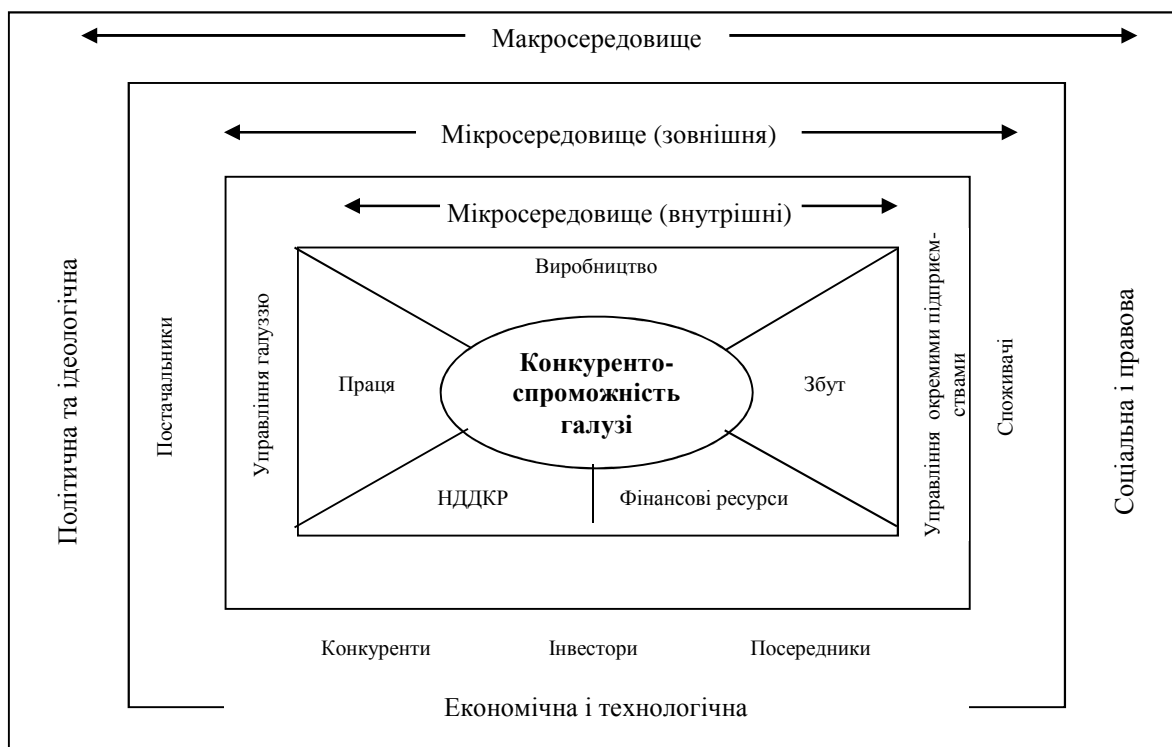 Макросередовище
Мікросередовище (зовнішня)
Мікросередовище (внутрішні)
Політична та ідеологічна
Постачальники
Управління галуззю
Виробництво
Праця
Конкуренто-
спроможність
галузі
Збут
НДДКР
Фінансові ресурси
Управління окремими підприєм-
ствами
Споживачі
Соціальна і правова
Конкуренти
Інвестори
Посередники
Економічна і технологічна